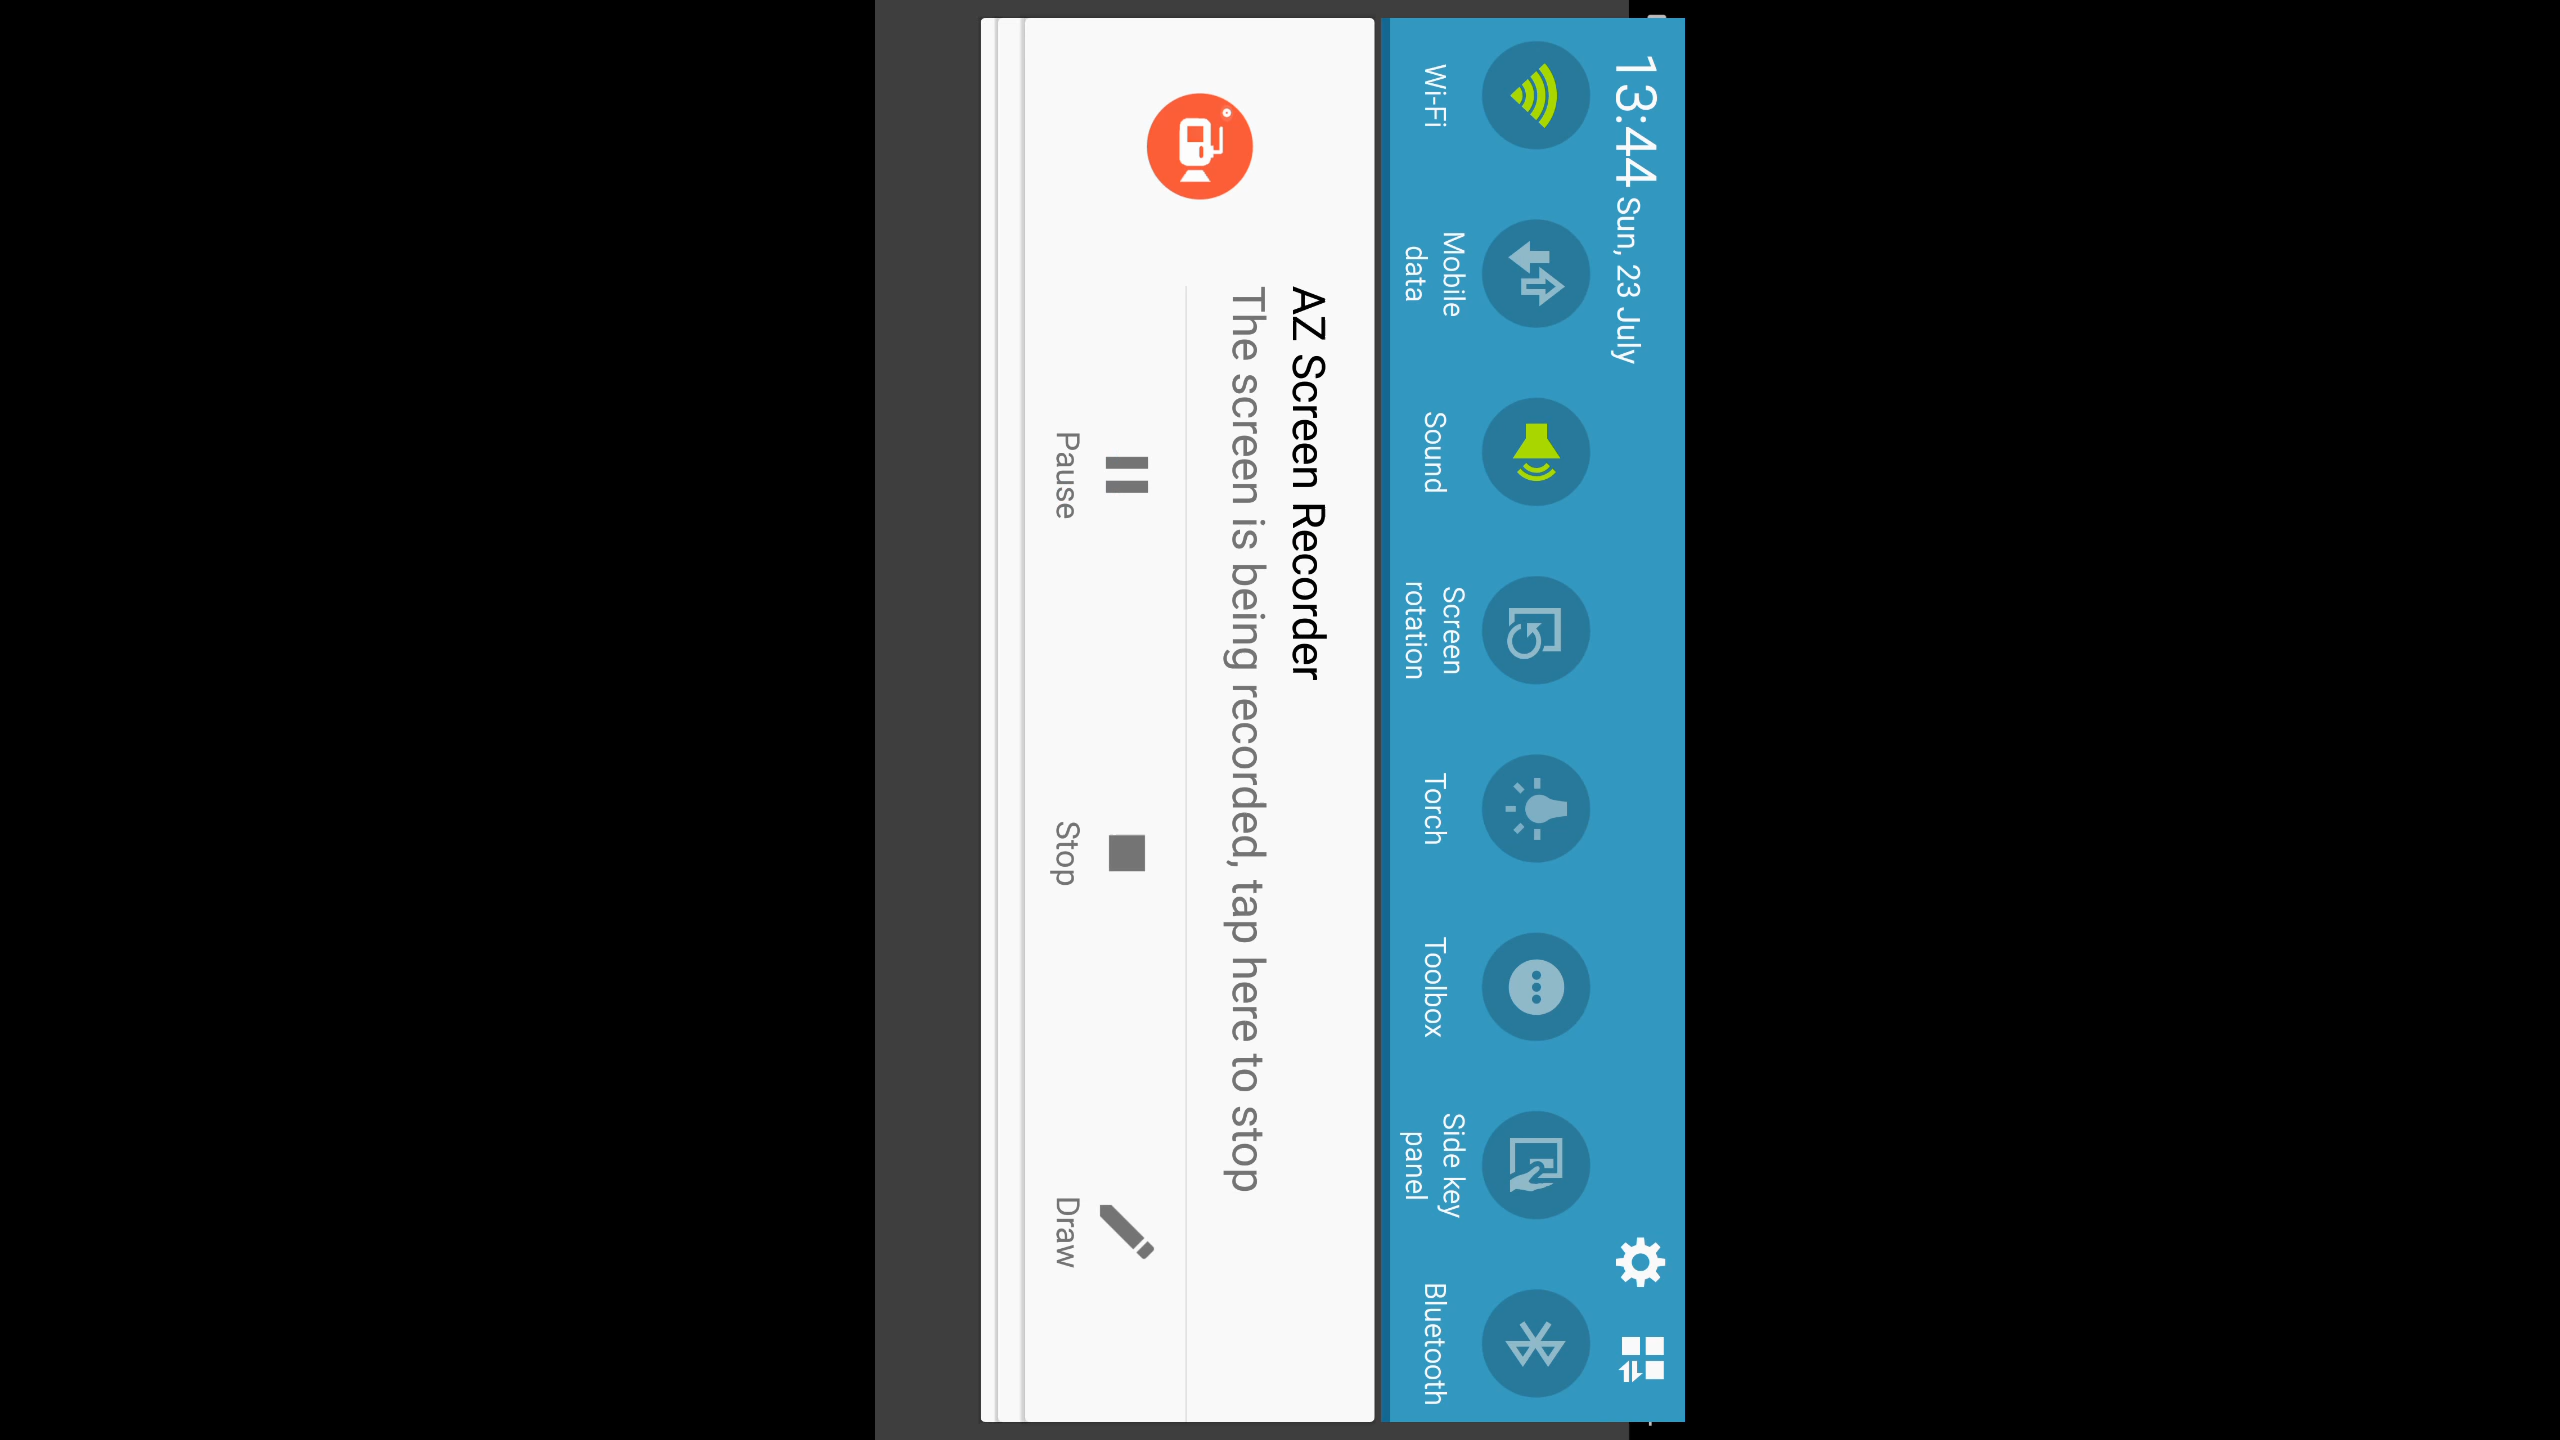 13:44 Sun, 23 July
Wi-Fi
Mobile
data
Sound
Screen
rotation
Torch
Toolbox
Side key
panel
Bluetooth
AZ Screen Recorder
The screen is being recorded, tap here to stop
Pause
Stop
Draw